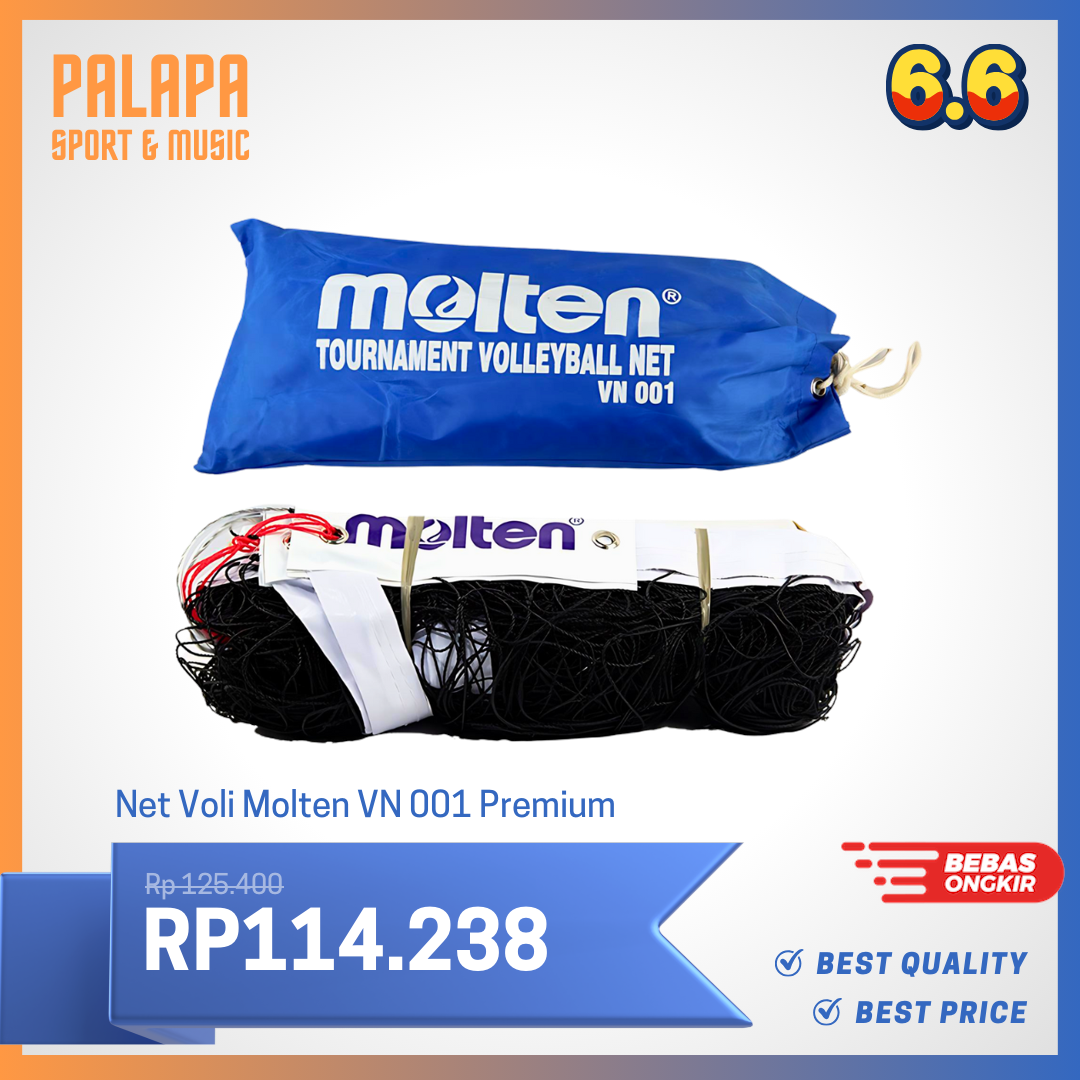 PALAPA
SPORT & MUSIC
6.6
molten®
TOURNAMENT VOLLEYBALL NET
VN 001
molten®
Net Voli Molten VN 001 Premium
Rp 125.400
RP114.238
BEBAS
ONGKIR
BEST QUALITY
BEST PRICE